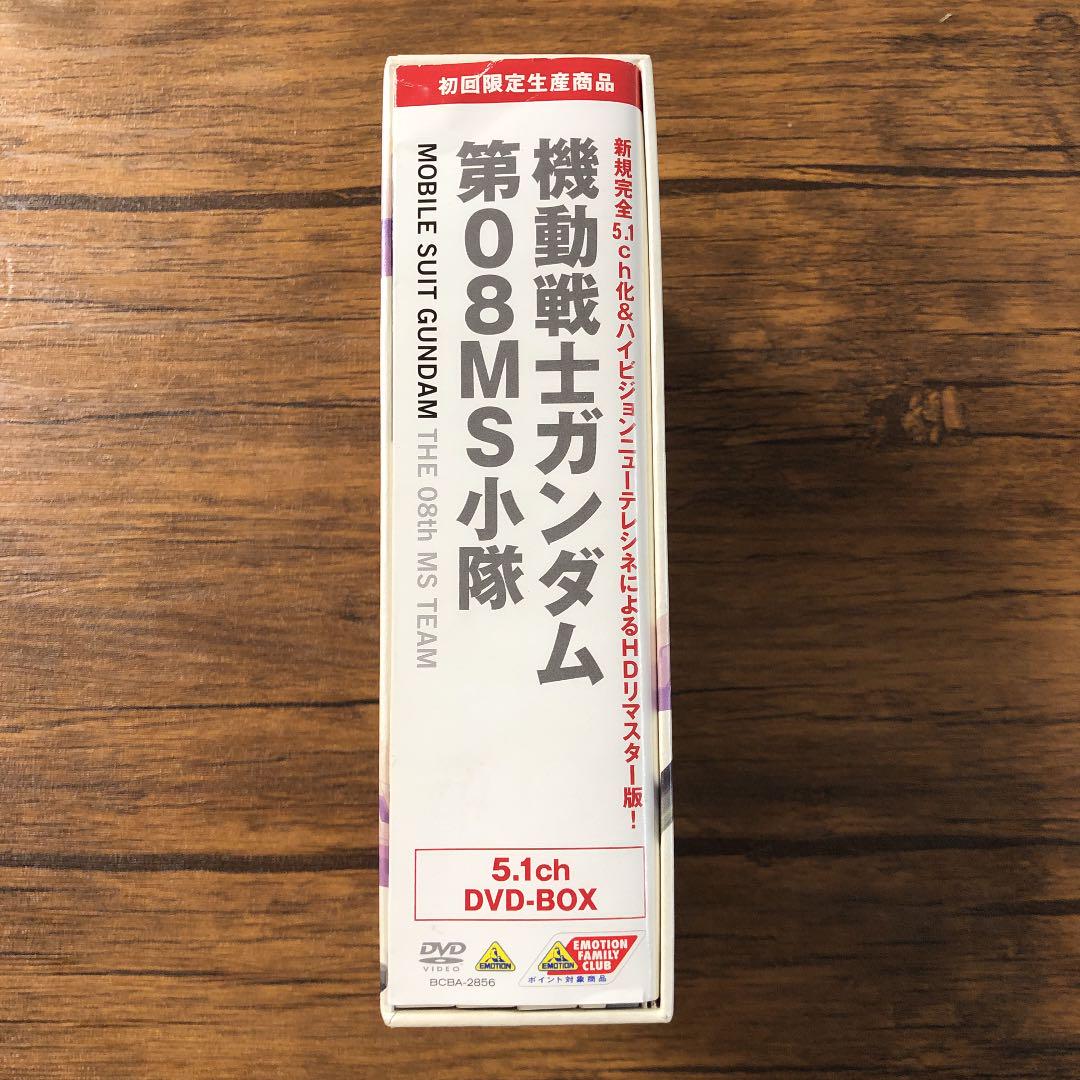 初回限定生産商品
新規完全5.1ch化&ハイビジョンニューテレシネによるHDリマスター版！
機動戦士ガンダム
第08MS小隊
MOBILE SUIT GUNDAM THE 08th MS TEAM
5.1ch
DVD-BOX
DVD
VIDEO
EMOTION
BCBA-2856
EMOTION
EMOTION
FAMILY
CLUB
ポイント対象商品